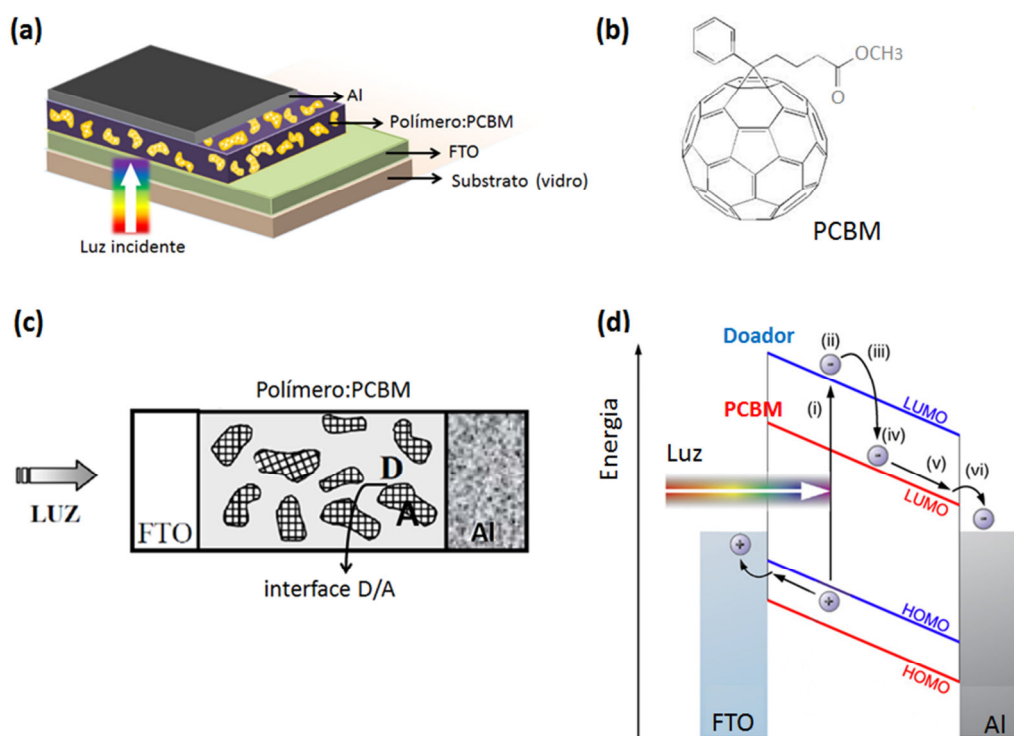 (a)
Al
Polímero:PCBM
FTO
Substrato (vidro)
Luz incidente
(b)
OCH3
O
PCBM
(c)
Polímero:PCBM
LUZ
FTO
D
A
Al
interface D/A
(d)
Energia
Doador
PCBM
Luz
(i)
(ii)
(iii)
(iv)
(v)
(vi)
LUMO
LUMO
HOMO
HOMO
-
-
-
+
+
FTO
Al